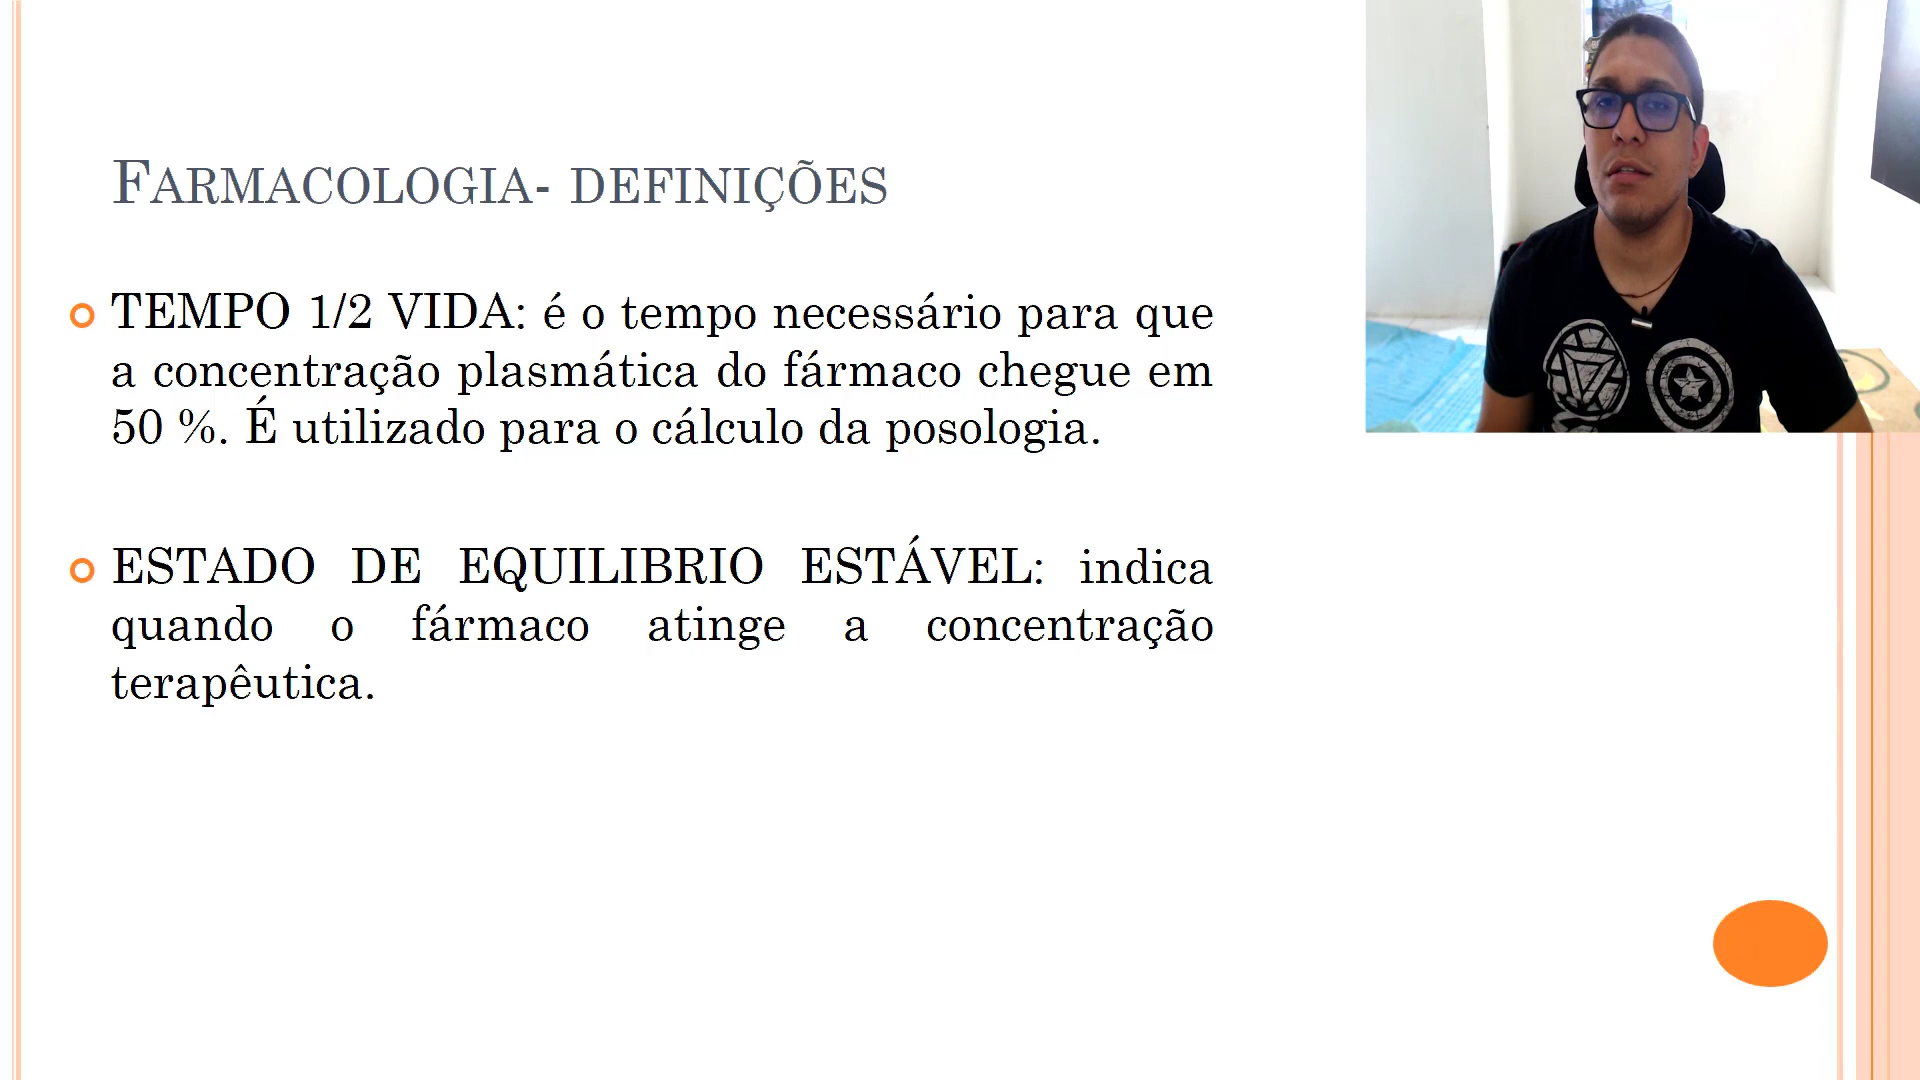 FARMACOLOGIA- DEFINIÇÕES
TEMPO 1/2 VIDA: é o tempo necessário para que
a concentração plasmática do fármaco chegue em
50 %. É utilizado para o cálculo da posologia.
ESTADO DE EQUILIBRIO ESTÁVEL: indica
quando o fármaco atinge a concentração
terapêutica.